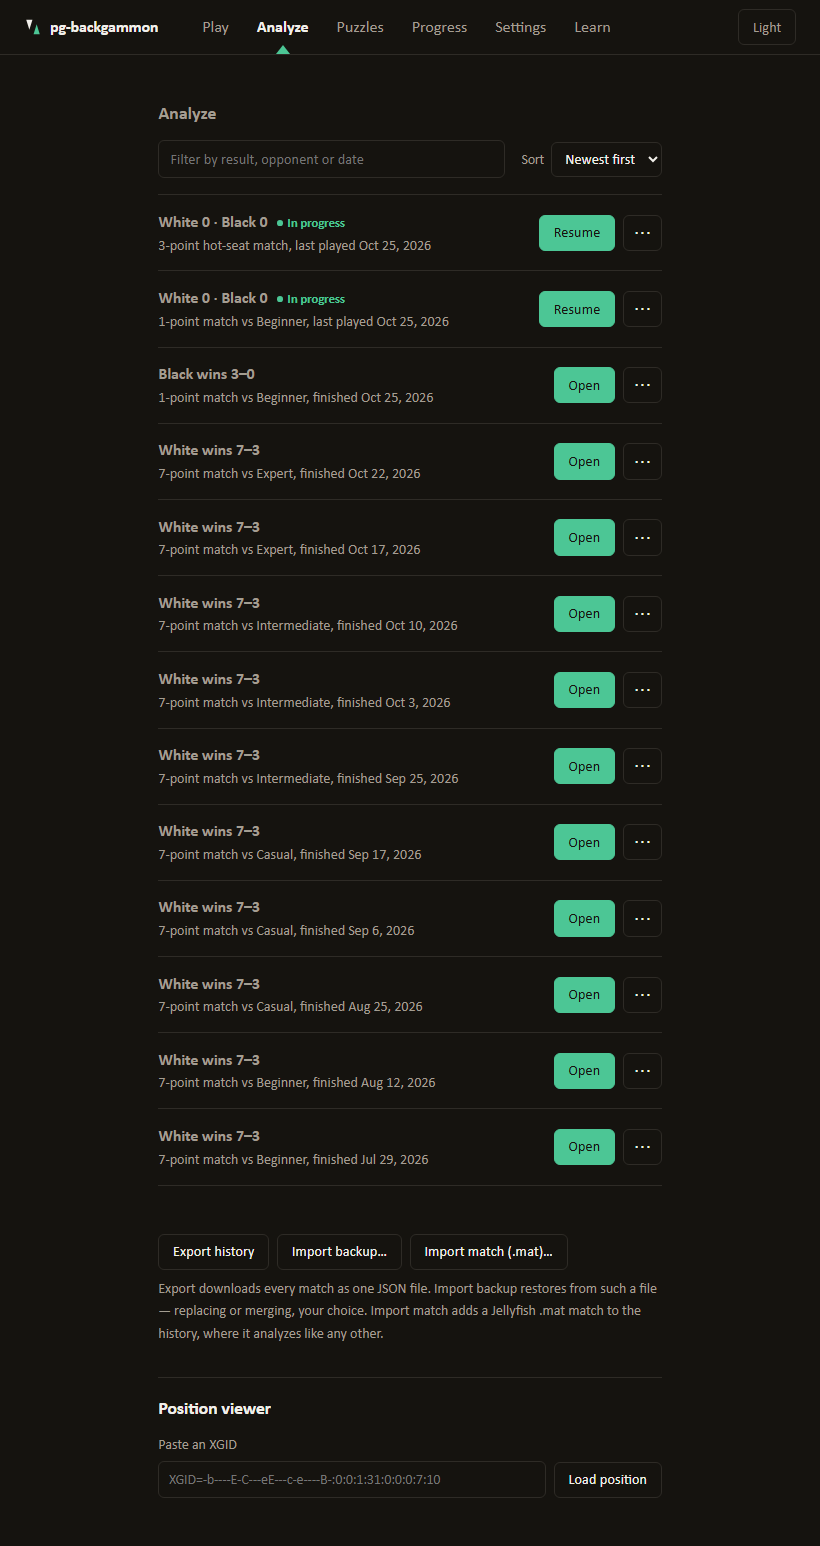 pg-backgammon Play Analyze Puzzles Progress Settings Learn Light
Analyze
Filter by result, opponent or date Sort Newest first
White 0 · Black 0 • In progress
3-point hot-seat match, last played Oct 25, 2026
Resume ···
White 0 · Black 0 • In progress
1-point match vs Beginner, last played Oct 25, 2026
Resume ···
Black wins 3–0
1-point match vs Beginner, finished Oct 25, 2026
Open ···
White wins 7–3
7-point match vs Expert, finished Oct 22, 2026
Open ···
White wins 7–3
7-point match vs Expert, finished Oct 17, 2026
Open ···
White wins 7–3
7-point match vs Intermediate, finished Oct 10, 2026
Open ···
White wins 7–3
7-point match vs Intermediate, finished Oct 3, 2026
Open ···
White wins 7–3
7-point match vs Intermediate, finished Sep 25, 2026
Open ···
White wins 7–3
7-point match vs Casual, finished Sep 17, 2026
Open ···
White wins 7–3
7-point match vs Casual, finished Sep 6, 2026
Open ···
White wins 7–3
7-point match vs Casual, finished Aug 25, 2026
Open ···
White wins 7–3
7-point match vs Beginner, finished Aug 12, 2026
Open ···
White wins 7–3
7-point match vs Beginner, finished Jul 29, 2026
Open ···
Export history Import backup... Import match (.mat)...
Export downloads every match as one JSON file. Import backup restores from such a file
— replacing or merging, your choice. Import match adds a Jellyfish .mat match to the
history, where it analyzes like any other.
Position viewer
Paste an XGID
XGID=-b----E-C---eE---c-e----B-:0:0:1:31:0:0:0:7:10 Load position